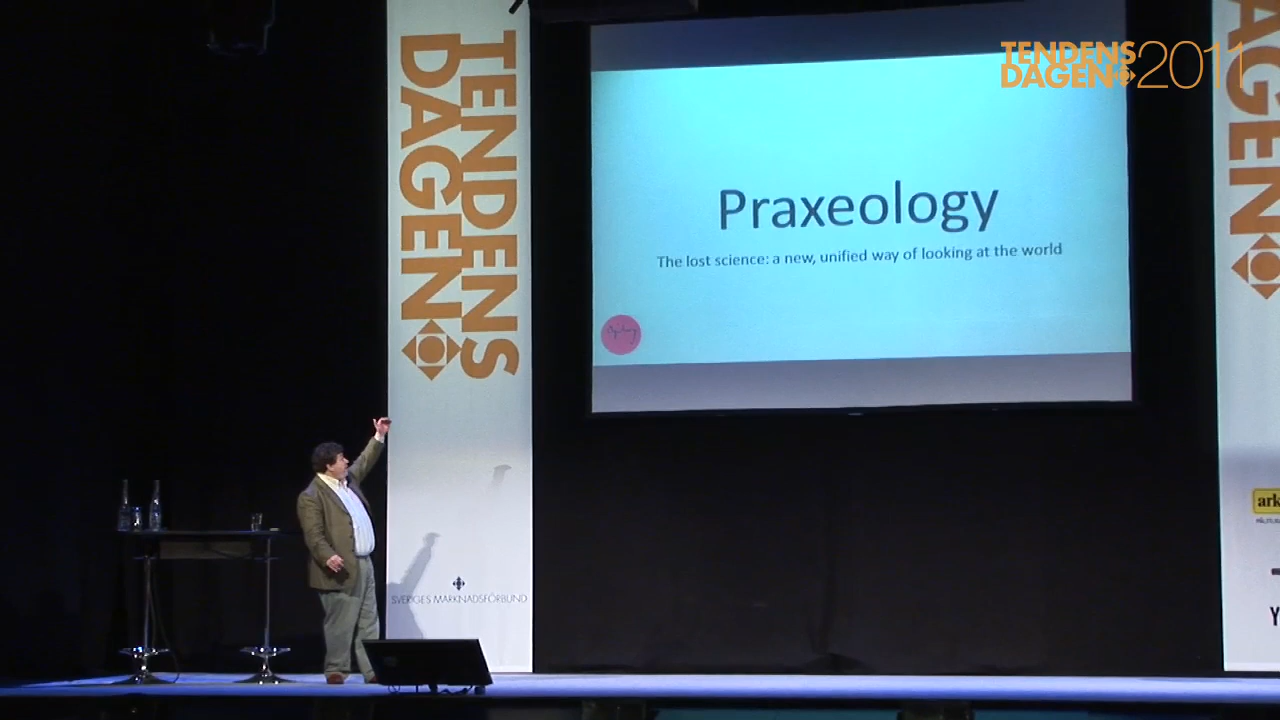 TENDENS
DAGEN
TENDENS
DAGEN 2011
Praxeology
The lost science: a new, unified way of looking at the world
Ogilvy
SVERIGES MARKNADSFÖRBUND
AGEN
ark
Y